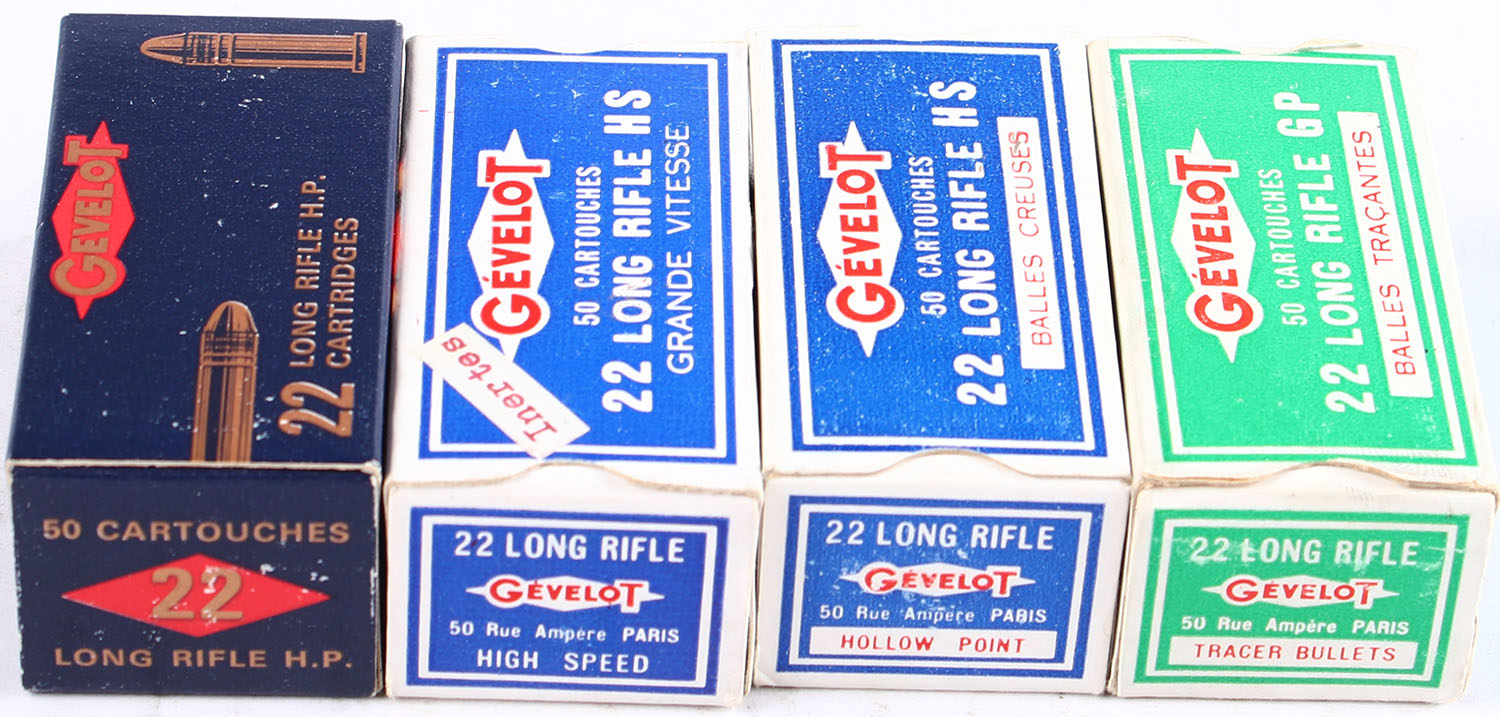 GEVELOT
22 LONG RIFLE H.P.
CARTRIDGES
50 CARTOUCHES
22
LONG RIFLE H.P.
GÉVELOT
50 CARTOUCHES
22 LONG RIFLE HS
GRANDE VITESSE
Inertes
22 LONG RIFLE
GÉVELOT
50 Rue Ampère PARIS
HIGH SPEED
GÉVELOT
50 CARTOUCHES
22 LONG RIFLE HS
BALLES CREUSES
22 LONG RIFLE
GÉVELOT
50 Rue Ampère PARIS
HOLLOW POINT
GÉVELOT
50 CARTOUCHES
22 LONG RIFLE GP
BALLES TRAÇANTES
22 LONG RIFLE
GÉVELOT
50 Rue Ampère PARIS
TRACER BULLETS